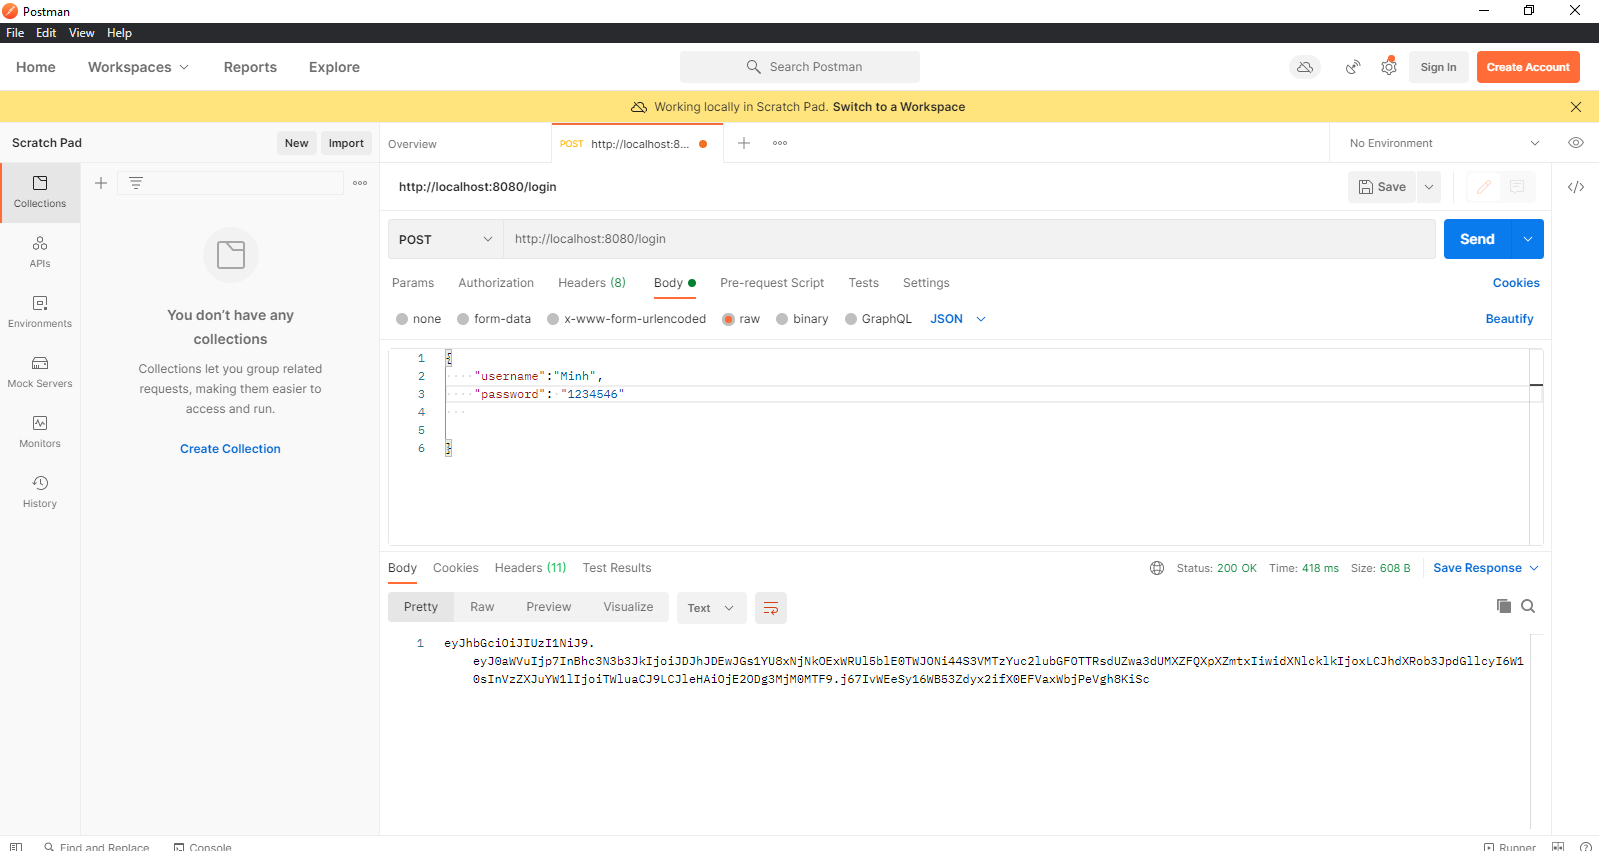 Postman
File Edit View Help
Home Workspaces Reports Explore Search Postman Sign In Create Account
Working locally in Scratch Pad. Switch to a Workspace
Scratch Pad New Import Overview POST http://localhost:8... No Environment
Collections
APIs
Environments
Mock Servers
Monitors
History
You don't have any
collections
Collections let you group related
requests, making them easier to
access and run.
Create Collection
http://localhost:8080/login Save
POST http://localhost:8080/login Send
Params Authorization Headers (8) Body Pre-request Script Tests Settings Cookies
none form-data x-www-form-urlencoded raw binary GraphQL JSON Beautify
1 {
2 "username":"Minh",
3 "password": "1234546"
4
5
6 }
Body Cookies Headers (11) Test Results Status: 200 OK Time: 418 ms Size: 608 B Save Response
Pretty Raw Preview Visualize Text
1 eyJhbGciOiJIUzI1NiJ9.
eyJ0aWVuIjp7InBhc3N3b3JkIjoiJDJhJDEwJGs1YU8xNjNkOExWRUl5blE0TWJONi44S3VMTzYuc2lubGFOTTRsdUZwa3dUMXZFQXpXZmtxIiwidXNlcklkIjoxLCJhdXRob3JpdGllcyI6W1
0sInVzZXJuYW1lIjoiTWluaCJ9LCJleHAiOjE2ODg3MjM0MTF9.j67IvWEeSy16WB53Zdyx2ifX0EFVaxWbjPeVgh8KiSc
Find and Replace Console Runner